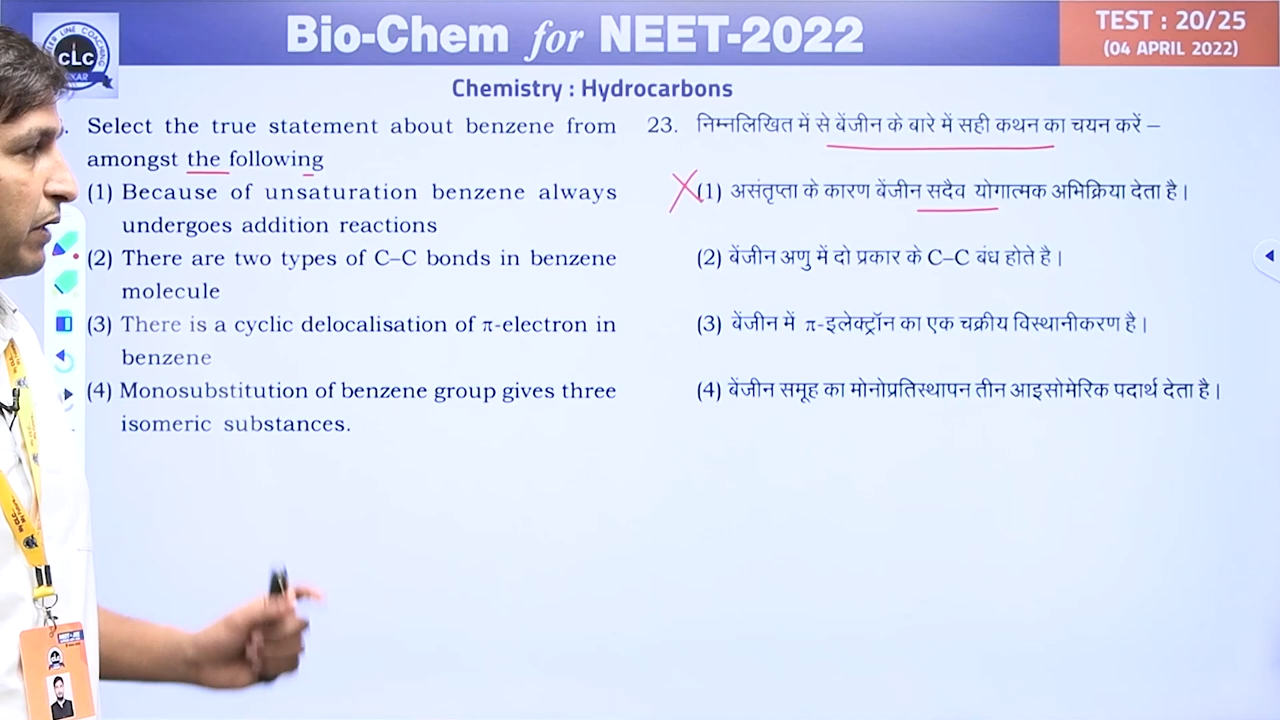 Bio-Chem for NEET-2022
TEST : 20/25
(04 APRIL 2022)
CLC
Chemistry : Hydrocarbons
Select the true statement about benzene from
amongst the following
(1) Because of unsaturation benzene always
undergoes addition reactions
(2) There are two types of C–C bonds in benzene
molecule
(3) There is a cyclic delocalisation of π-electron in
benzene
(4) Monosubstitution of benzene group gives three
isomeric substances.
23. निम्नलिखित में से बेंजीन के बारे में सही कथन का चयन करें –
(1) असंतृप्ता के कारण बेंजीन सदैव योगात्मक अभिक्रिया देता है।
(2) बेंजीन अणु में दो प्रकार के C–C बंध होते है।
(3) बेंजीन में π-इलेक्ट्रॉन का एक चक्रीय विस्थानीकरण है।
(4) बेंजीन समूह का मोनोप्रतिस्थापन तीन आइसोमेरिक पदार्थ देता है।